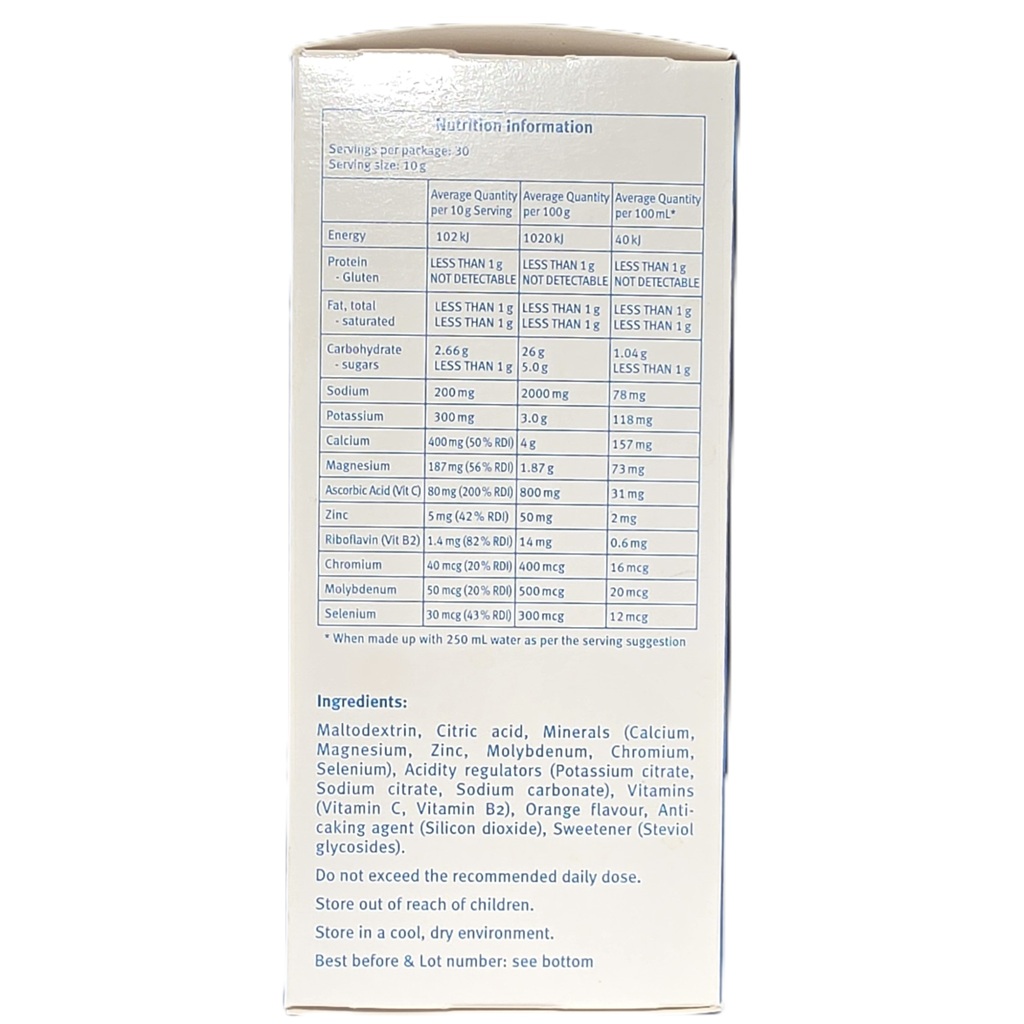 Nutrition information
Servings per package: 30
Serving size: 10g
Average Quantity per 10g Serving Average Quantity per 100g Average Quantity per 100mL*
Energy 102kJ 1020kJ 40kJ
Protein LESS THAN 1g LESS THAN 1g LESS THAN 1g
- Gluten NOT DETECTABLE NOT DETECTABLE NOT DETECTABLE
Fat, total LESS THAN 1g LESS THAN 1g LESS THAN 1g
- saturated LESS THAN 1g LESS THAN 1g LESS THAN 1g
Carbohydrate 2.66g 26g 1.04g
- sugars LESS THAN 1g 5.0g LESS THAN 1g
Sodium 200mg 2000mg 78mg
Potassium 300mg 3.0g 118mg
Calcium 400mg (50% RDI) 4g 157mg
Magnesium 187mg (56% RDI) 1.87g 73mg
Ascorbic Acid (Vit C) 80mg (200% RDI) 800mg 31mg
Zinc 5mg (42% RDI) 50mg 2mg
Riboflavin (Vit B2) 1.4mg (82% RDI) 14mg 0.6mg
Chromium 40 mcg (20% RDI) 400mcg 16mcg
Molybdenum 50 mcg (20% RDI) 500mcg 20mcg
Selenium 30 mcg (43% RDI) 300mcg 12mcg
* When made up with 250 mL water as per the serving suggestion
Ingredients:
Maltodextrin, Citric acid, Minerals (Calcium,
Magnesium, Zinc, Molybdenum, Chromium,
Selenium), Acidity regulators (Potassium citrate,
Sodium citrate, Sodium carbonate), Vitamins
(Vitamin C, Vitamin B2), Orange flavour, Anti-
caking agent (Silicon dioxide), Sweetener (Steviol
glycosides).
Do not exceed the recommended daily dose.
Store out of reach of children.
Store in a cool, dry environment.
Best before & Lot number: see bottom